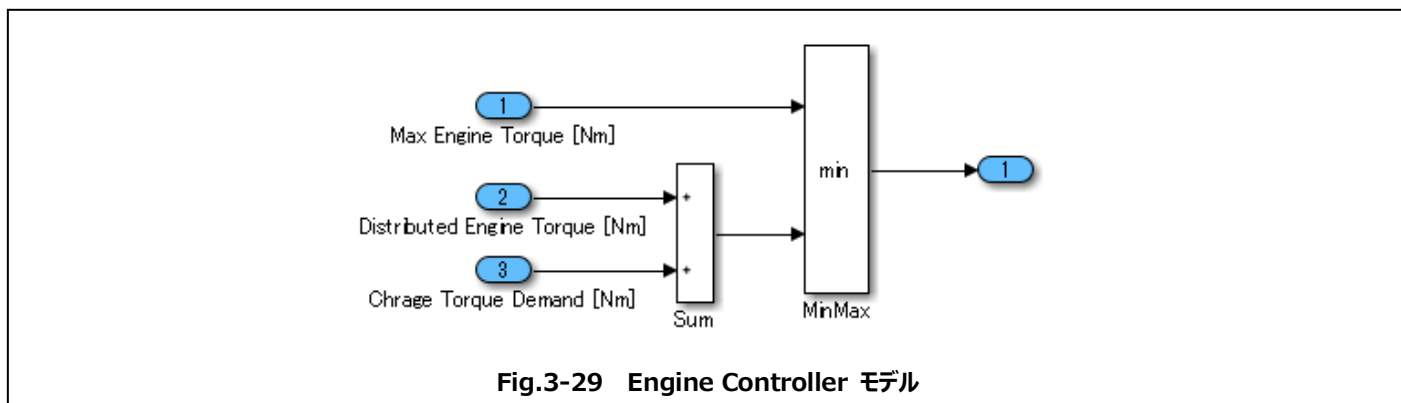 1
Max Engine Torque [Nm]
2
Distributed Engine Torque [Nm]
3
Chrage Torque Demand [Nm]
+
+
Sum
min
MinMax
1
Fig.3-29 Engine Controller モデル